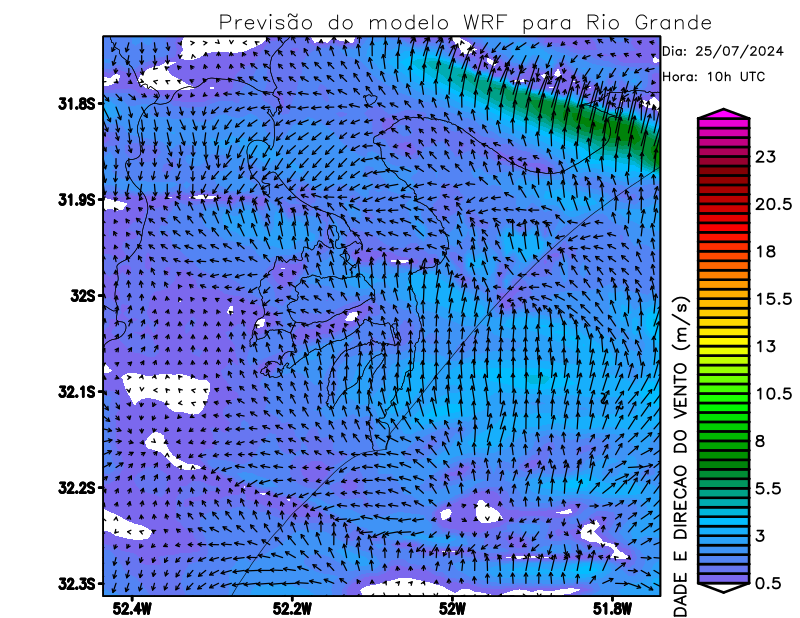 Previsão do modelo WRF para Rio Grande
Dia: 25/07/2024
Hora: 10h UTC
31.8S
31.9S
32S
32.1S
32.2S
32.3S
52.4W
52.2W
52W
51.8W
23
20.5
18
15.5
13
10.5
8
5.5
3
0.5
DADE E DIRECAO DO VENTO (m/s)